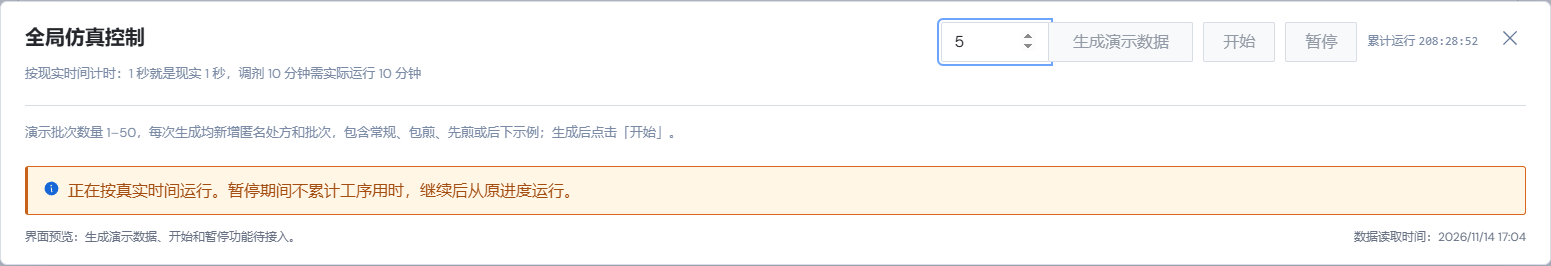 全局仿真控制
5
生成演示数据
开始
暂停
累计运行 208:28:52
按现实时间计时：1 秒就是现实 1 秒，调剂 10 分钟需实际运行 10 分钟
演示批次数量 1–50，每次生成均新增匿名处方和批次，包含常规、包煎、先煎或后下示例；生成后点击「开始」。
正在按真实时间运行。暂停期间不累计工序用时，继续后从原进度运行。
界面预览：生成演示数据、开始和暂停功能待接入。
数据读取时间：2026/11/14 17:04